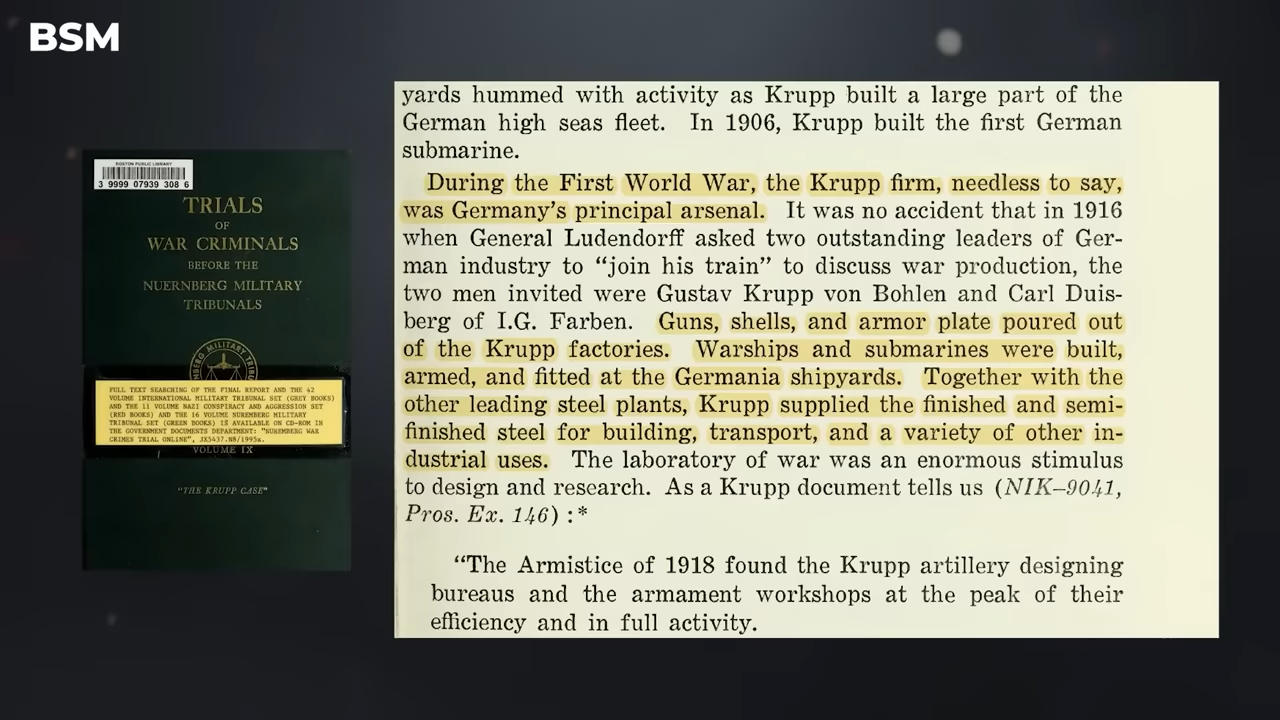 BSM
BOSTON PUBLIC LIBRARY
3 9999 07939 308 6
TRIALS
OF
WAR CRIMINALS
BEFORE THE
NUERNBERG MILITARY
TRIBUNALS
FULL TEXT SEARCHING OF THE FINAL REPORT AND THE 42
VOLUME INTERNATIONAL MILITARY TRIBUNAL SET (GREY BOOKS)
AND THE 11 VOLUME NAZI CONSPIRACY AND AGGRESSION SET
(RED BOOKS) AND THE 16 VOLUME NUREMBERG MILITARY
TRIBUNAL SET (GREEN BOOKS) IS AVAILABLE ON CD-ROM IN
THE GOVERNMENT DOCUMENTS DEPARTMENT: "NUREMBERG WAR
CRIMES TRIAL ONLINE", JX5437.N8/1995x.
VOLUME IX
"THE KRUPP CASE"
yards hummed with activity as Krupp built a large part of the
German high seas fleet. In 1906, Krupp built the first German
submarine.
During the First World War, the Krupp firm, needless to say,
was Germany's principal arsenal. It was no accident that in 1916
when General Ludendorff asked two outstanding leaders of Ger-
man industry to "join his train" to discuss war production, the
two men invited were Gustav Krupp von Bohlen and Carl Duis-
berg of I.G. Farben. Guns, shells, and armor plate poured out
of the Krupp factories. Warships and submarines were built,
armed, and fitted at the Germania shipyards. Together with the
other leading steel plants, Krupp supplied the finished and semi-
finished steel for building, transport, and a variety of other in-
dustrial uses. The laboratory of war was an enormous stimulus
to design and research. As a Krupp document tells us (NIK–9041,
Pros. Ex. 146) :*
"The Armistice of 1918 found the Krupp artillery designing
bureaus and the armament workshops at the peak of their
efficiency and in full activity.